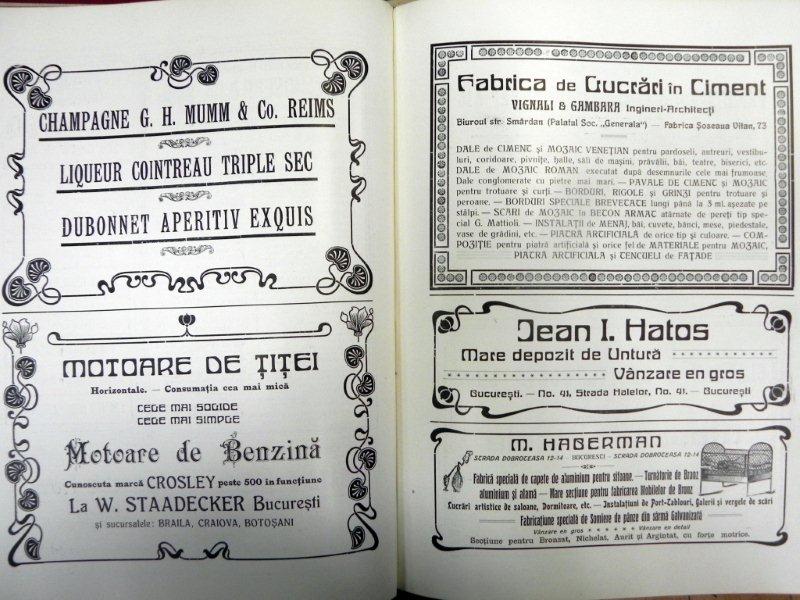 CHAMPAGNE G. H. MUMM & Co. REIMS
LIQUEUR COINTREAU TRIPLE SEC
DUBONNET APERITIV EXQUIS
MOTOARE DE ȚIȚEI
Horizontale. — Consumația cea mai mică
CELE MAI SOLIDE
CELE MAI SIMPLE
Motoare de Benzină
Cunoscuta marcă CROSLEY peste 500 în funcțiune
La W. STAADECKER București
și sucursalele: BRAILA, CRAIOVA, BOTOȘANI
Fabrica de Lucrări în Ciment
VIGNALI & GAMBARA Ingineri-Architecți
Biuroul str. Smârdan (Palatul Soc. „Generala") — Fabrica Șoseaua Vitan, 73
DALE de CIMENT și MOZAIC VENEȚIAN pentru pardoseli, antreuri, vestibu-
luri, coridoare, pivnițe, halle, săli de mașini, prăvălii, băi, teatre, biserici, etc.
DALE DE MOZAIC ROMAN executat după desemnurile cele mai frumoase.
Dale conglomerate cu pietre mai mari. — PAVALE DE CIMENT și MOZAIC
pentru trotuare și curți. — BORDURI, RIGOLE și GRINZI pentru trotuare și
peroane. — BORDURI SPECIALE BREVECATE lungi până la 3 ml. așezate pe
stâlpi. — SCĂRI de MOZAIC în BECON ARMAC atârnate de pereți tip spe-
cial G. Mattioli. — INSTALAȚII de MENAJ, băi, cuvete, bănci, mese, piedestale,
vase de grădini, etc. — PIACRA ARCIFICIALĂ de orice tip și culoare. — COM-
POZIȚIE pentru piatră artificială și orice fel de MATERIALE pentru MOZAIC,
PIACRA ARCIFICIALĂ și CENCUELI de FAȚADE
Jean I. Hatos
Mare depozit de Untură
Vânzare en gros
București. — No. 41, Strada Halelor, No. 41. — București
M. HABERMAN
STRADA DOBROCEASA 12-14 - BUCURESCI - STRADA DOBROCEASA 12-14
Fabrică specială de capete de aluminium pentru sifoane. — Turnătorie de Bronz
aluminium și alamă — Mare secțiune pentru fabricarea Mobilelor de Bronz
Lucrări artistice de saloane, Dormitoare, etc. — Instalațiuni de Port-Tablouri, Galerii și vergele de scări
Fabricațiune specială de Somiere de pânze din sârmă Galvanizată
Vânzare en gros Vânzare en detail
Secțiune pentru Bronzat, Nichelat, Aurit și Argintat, cu forțe motrice.